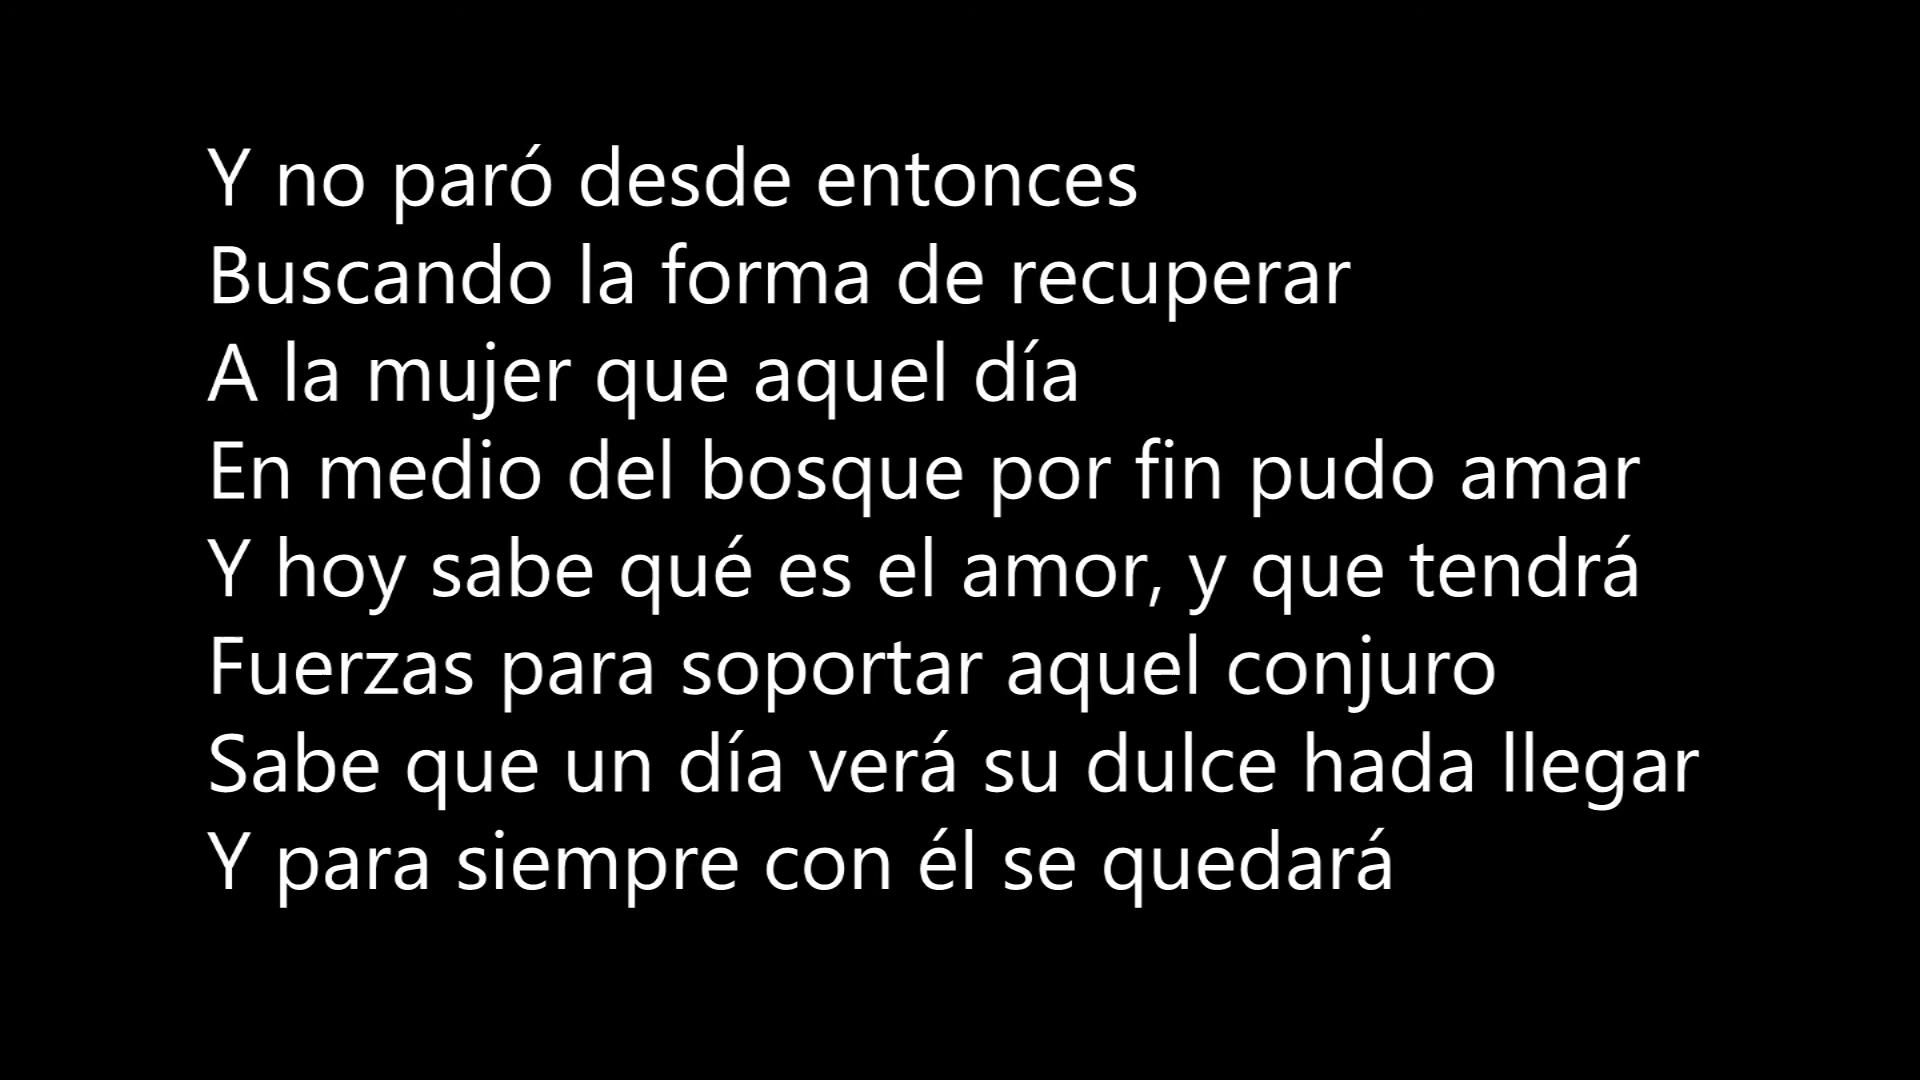 Y no paró desde entonces
Buscando la forma de recuperar
A la mujer que aquel día
En medio del bosque por fin pudo amar
Y hoy sabe qué es el amor, y que tendrá
Fuerzas para soportar aquel conjuro
Sabe que un día verá su dulce hada llegar
Y para siempre con él se quedará